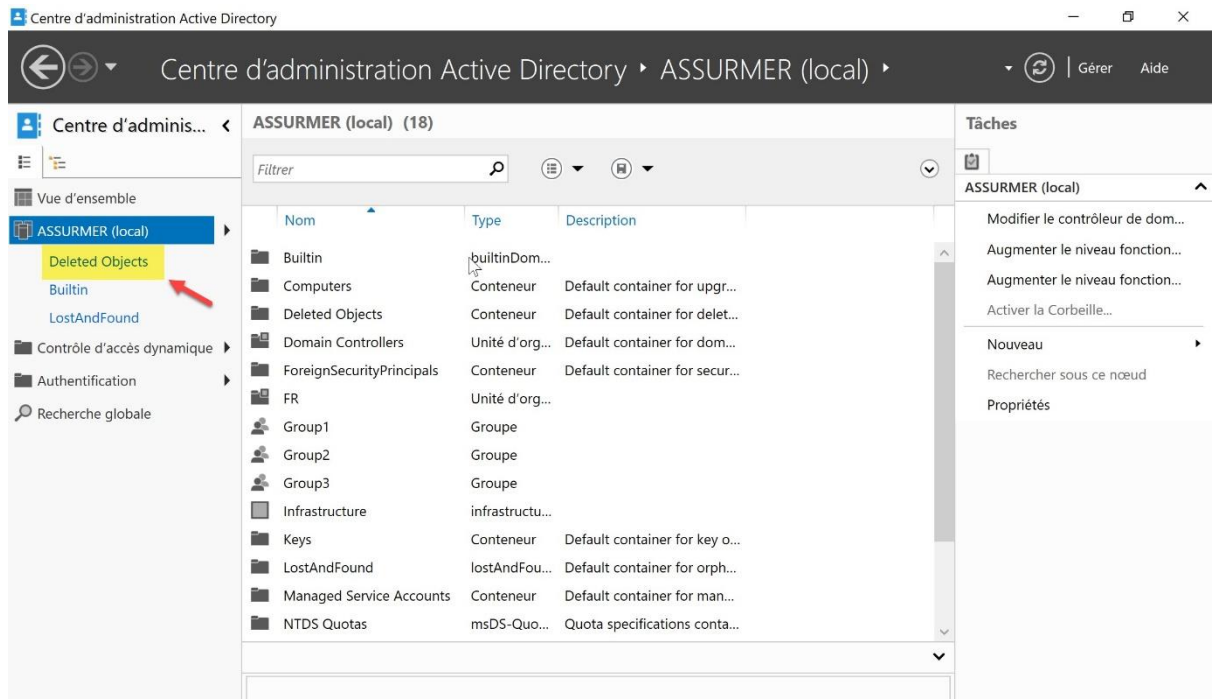 Centre d'administration Active Directory
Centre d'administration Active Directory ASSURMER (local)
Gérer Aide
Centre d'adminis...
Vue d'ensemble
ASSURMER (local)
Deleted Objects
Builtin
LostAndFound
Contrôle d'accès dynamique
Authentification
Recherche globale
ASSURMER (local) (18)
Filtrer
Nom Type Description
Builtin builtinDom...
Computers Conteneur Default container for upgr...
Deleted Objects Conteneur Default container for delet...
Domain Controllers Unité d'org... Default container for dom...
ForeignSecurityPrincipals Conteneur Default container for secur...
FR Unité d'org...
Group1 Groupe
Group2 Groupe
Group3 Groupe
Infrastructure infrastructu...
Keys Conteneur Default container for key o...
LostAndFound lostAndFou... Default container for orph...
Managed Service Accounts Conteneur Default container for man...
NTDS Quotas msDS-Quo... Quota specifications conta...
Tâches
ASSURMER (local)
Modifier le contrôleur de dom...
Augmenter le niveau fonction...
Augmenter le niveau fonction...
Activer la Corbeille...
Nouveau
Rechercher sous ce nœud
Propriétés